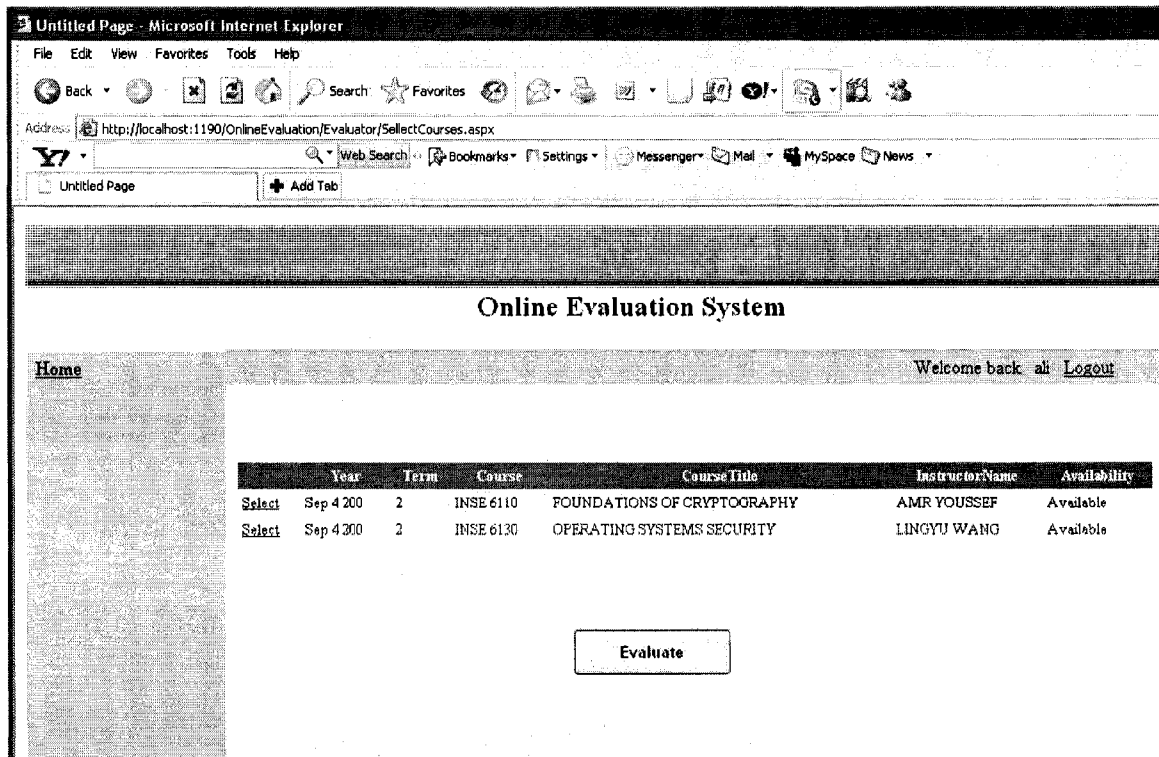 Untitled Page - Microsoft Internet Explorer
File Edit View Favorites Tools Help
Back Search Favorites
Address http://localhost:1190/OnlineEvaluation/Evaluator/SellectCourses.aspx
Y7 Web Search Bookmarks Settings Messenger Mail MySpace News
Untitled Page Add Tab
Online Evaluation System
Home Welcome back ali Logout
Year Term Course CourseTitle InstructorName Availability
Select Sep 4 200 2 INSE 6110 FOUNDATIONS OF CRYPTOGRAPHY AMR YOUSSEF Available
Select Sep 4 200 2 INSE 6130 OPERATING SYSTEMS SECURITY LINGYU WANG Available
Evaluate